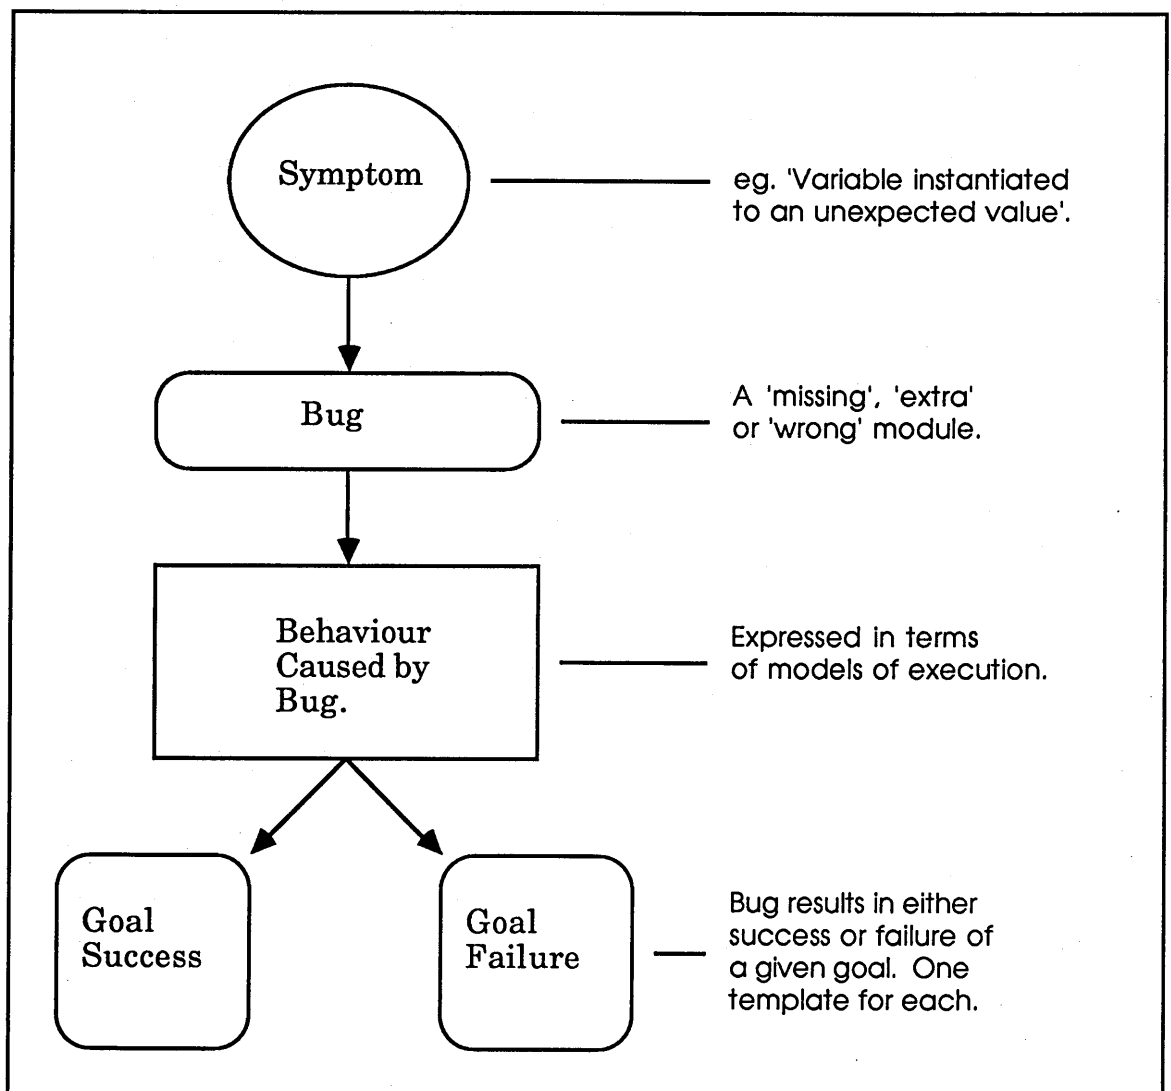 Symptom
eg. 'Variable instantiated
to an unexpected value'.
Bug
A 'missing', 'extra'
or 'wrong' module.
Behaviour
Caused by
Bug.
Expressed in terms
of models of execution.
Goal
Success
Goal
Failure
Bug results in either
success or failure of
a given goal. One
template for each.